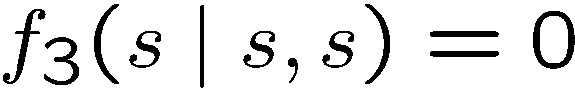 f₃(s | s, s) = 0